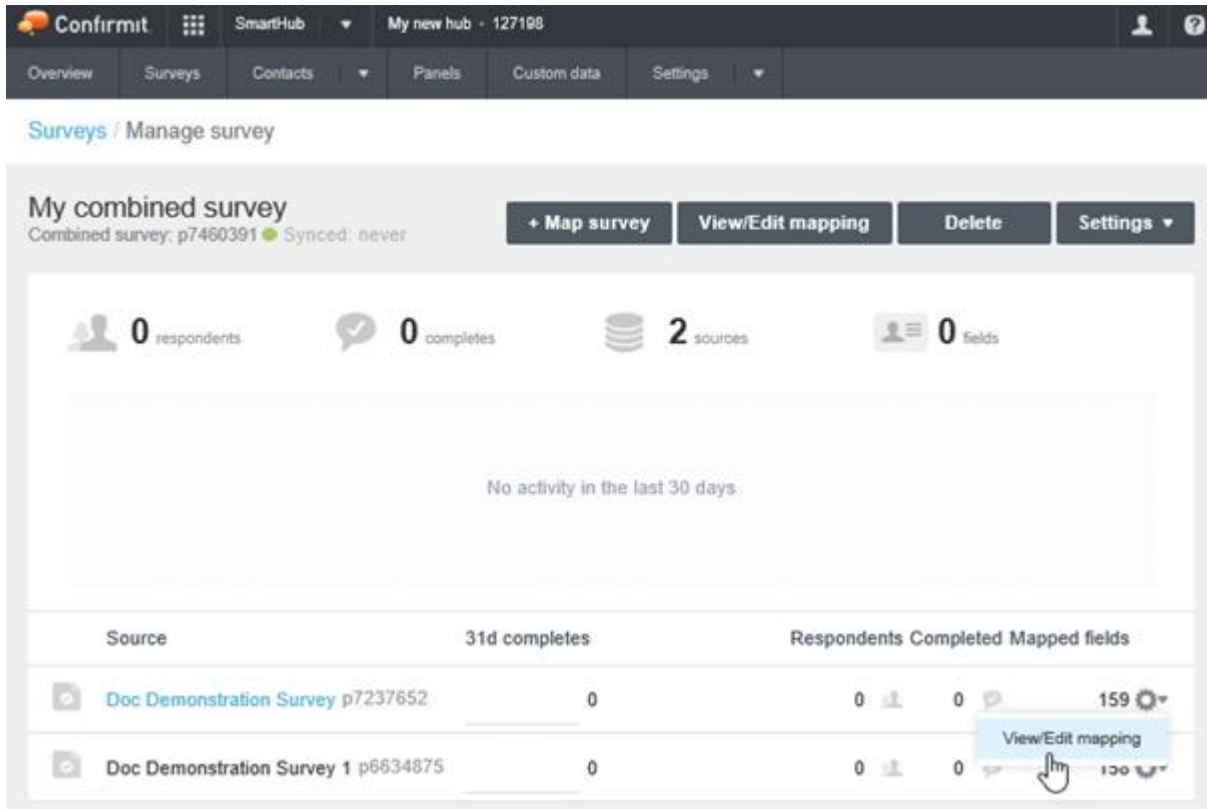 Confirmit SmartHub My new hub - 127198
Overview Surveys Contacts Panels Custom data Settings
Surveys / Manage survey
My combined survey
Combined survey: p7460391 Synced: never
+ Map survey View/Edit mapping Delete Settings
0 respondents 0 completes 2 sources 0 fields
No activity in the last 30 days
Source 31d completes Respondents Completed Mapped fields
Doc Demonstration Survey p7237652 0 0 0 159
View/Edit mapping
Doc Demonstration Survey 1 p6634875 0 0 0 158